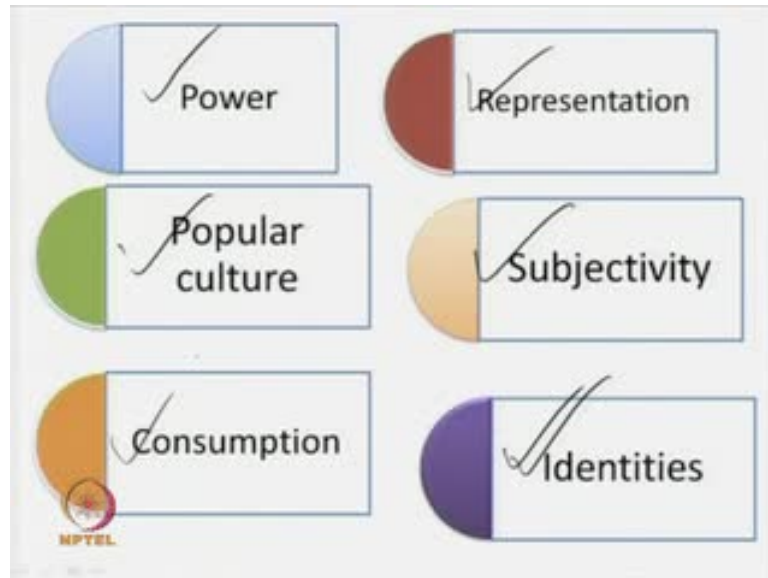 Power
Representation
Popular
culture
Subjectivity
Consumption
Identities
NPTEL